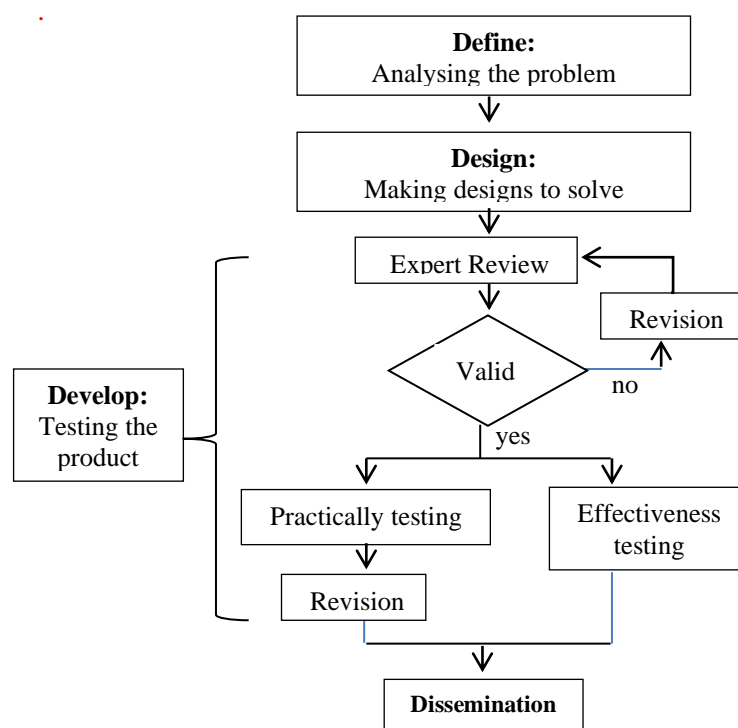 Define:
Analysing the problem
Design:
Making designs to solve
Expert Review
Revision
Valid
no
Develop:
Testing the
product
yes
Practically testing
Effectiveness
testing
Revision
Dissemination